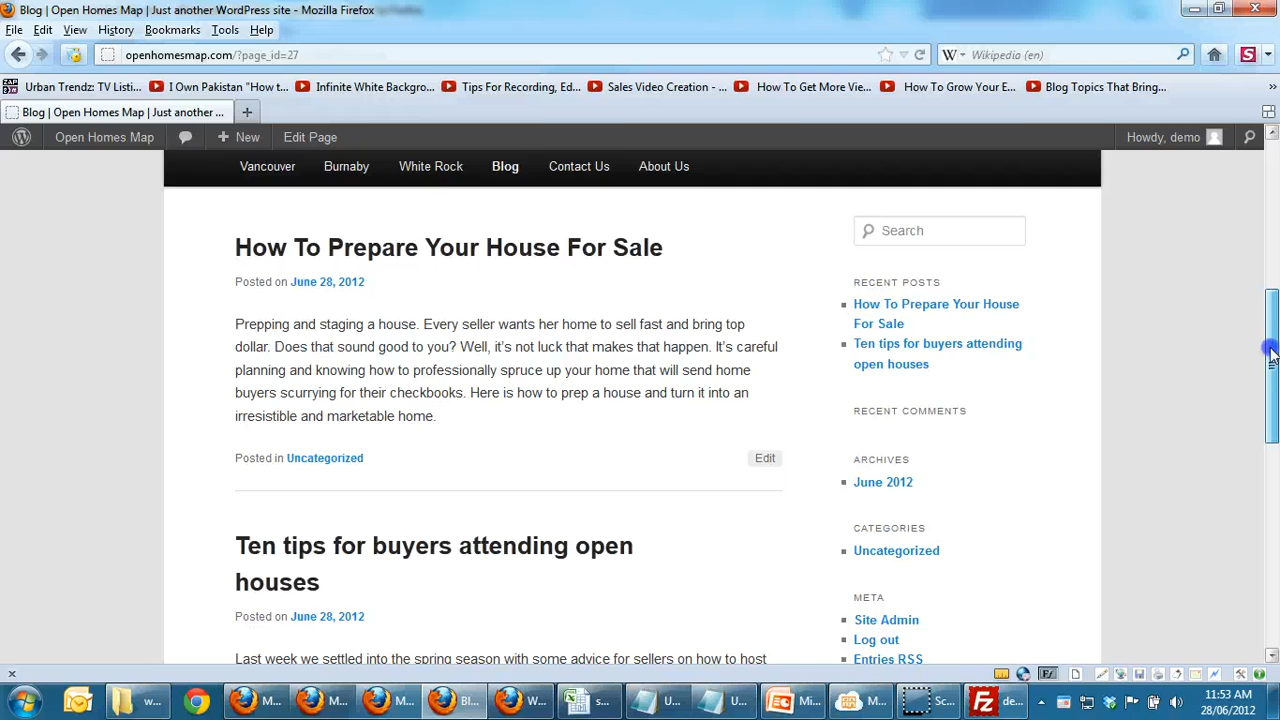 Blog | Open Homes Map | Just another WordPress site - Mozilla Firefox
File Edit View History Bookmarks Tools Help
openhomesmap.com/?page_id=27
Wikipedia (en)
Urban Trendz: TV Listi... I Own Pakistan "How t... Infinite White Backgro... Tips For Recording, Ed... Sales Video Creation - ... How To Get More Vie... How To Grow Your E... Blog Topics That Bring... »
Blog | Open Homes Map | Just another ... +
Open Homes Map + New Edit Page Howdy, demo
Vancouver Burnaby White Rock Blog Contact Us About Us
How To Prepare Your House For Sale
Posted on June 28, 2012
Prepping and staging a house. Every seller wants her home to sell fast and bring top
dollar. Does that sound good to you? Well, it’s not luck that makes that happen. It’s careful
planning and knowing how to professionally spruce up your home that will send home
buyers scurrying for their checkbooks. Here is how to prep a house and turn it into an
irresistible and marketable home.
Posted in Uncategorized Edit
Ten tips for buyers attending open
houses
Posted on June 28, 2012
Last week we settled into the spring season with some advice for sellers on how to host
Search
RECENT POSTS
How To Prepare Your House
For Sale
Ten tips for buyers attending
open houses
RECENT COMMENTS
ARCHIVES
June 2012
CATEGORIES
Uncategorized
META
Site Admin
Log out
Entries RSS
w... M... M... M... Bl... W... s... U... U... Mi... M... Sc... de...
11:53 AM
28/06/2012